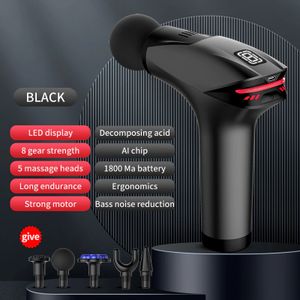 BLACK
LED display
Decomposing acid
8 gear strength
AI chip
5 massage heads
1800 Ma battery
Long endurance
Ergonomics
Strong motor
Bass noise reduction
give